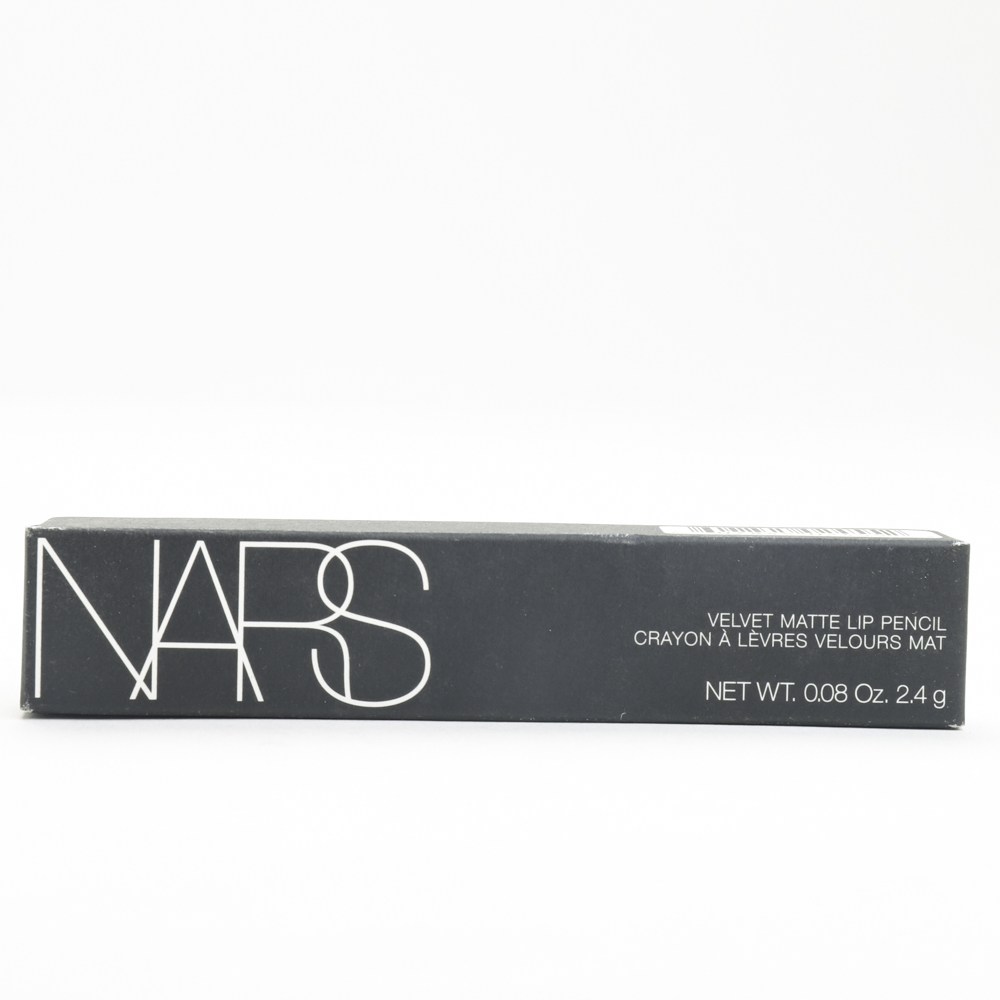 NARS
VELVET MATTE LIP PENCIL
CRAYON À LÈVRES VELOURS MAT
NET WT. 0.08 Oz. 2.4 g